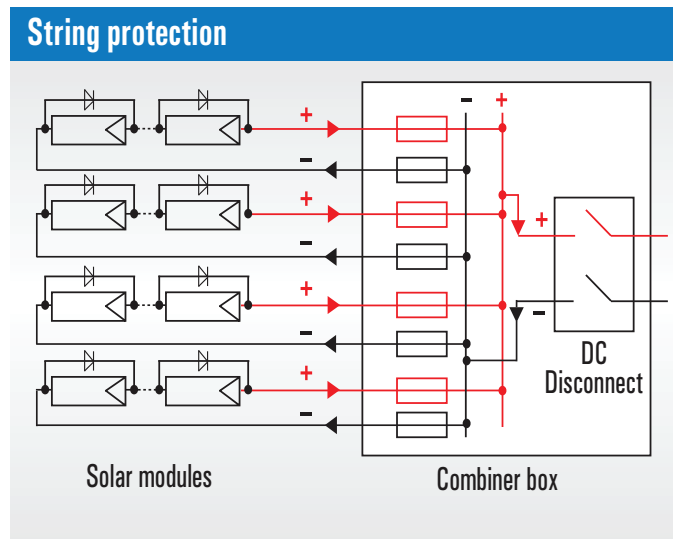 String protection
- +
+
-
+
-
+
+
-
-
+
-
DC
Disconnect
Solar modules
Combiner box